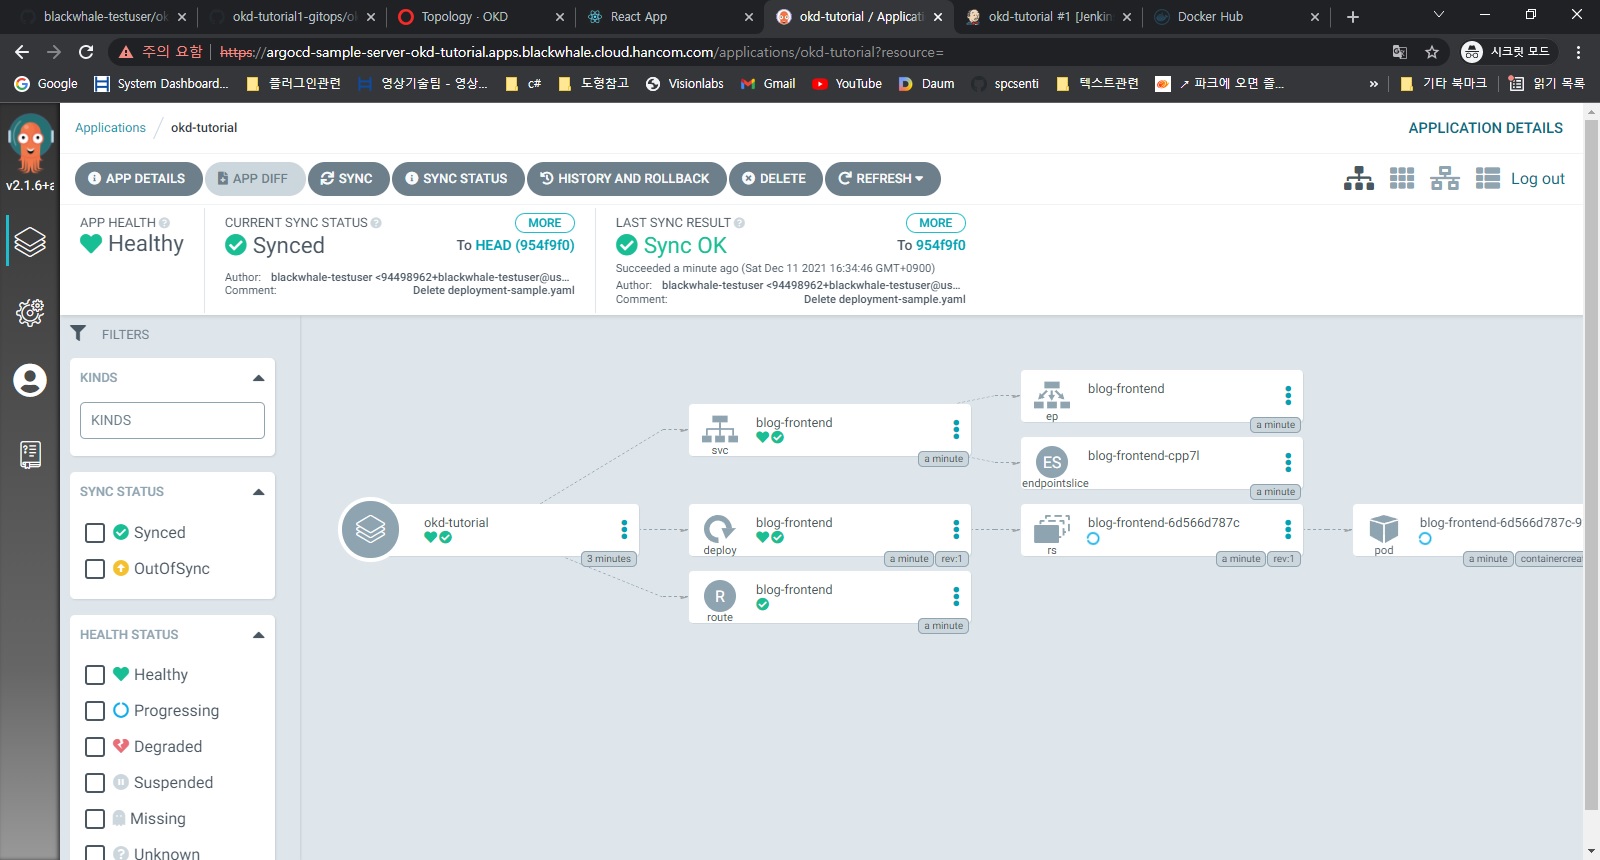 blackwhale-testuser/ok
okd-tutorial1-gitops/o
Topology · OKD
React App
okd-tutorial / Applicati
okd-tutorial #1 [Jenkin
Docker Hub
주의 요함
https://argocd-sample-server-okd-tutorial.apps.blackwhale.cloud.hancom.com/applications/okd-tutorial?resource=
시크릿 모드
Google
System Dashboard...
플러그인관련
영상기술팀 - 영상...
c#
도형참고
Visionlabs
Gmail
YouTube
Daum
spcsenti
텍스트관련
↗ 파크에 오면 즐...
»
기타 북마크
읽기 목록
v2.1.6+a
Applications / okd-tutorial
APPLICATION DETAILS
APP DETAILS
APP DIFF
SYNC
SYNC STATUS
HISTORY AND ROLLBACK
DELETE
REFRESH
Log out
APP HEALTH
Healthy
CURRENT SYNC STATUS
MORE
Synced
To HEAD (954f9f0)
Author: blackwhale-testuser <94498962+blackwhale-testuser@us...
Comment: Delete deployment-sample.yaml
LAST SYNC RESULT
MORE
Sync OK
To 954f9f0
Succeeded a minute ago (Sat Dec 11 2021 16:34:46 GMT+0900)
Author: blackwhale-testuser <94498962+blackwhale-testuser@us...
Comment: Delete deployment-sample.yaml
FILTERS
KINDS
KINDS
SYNC STATUS
Synced
OutOfSync
HEALTH STATUS
Healthy
Progressing
Degraded
Suspended
Missing
Unknown
okd-tutorial
3 minutes
blog-frontend
svc
a minute
blog-frontend
deploy
a minute
rev:1
blog-frontend
R
route
a minute
blog-frontend
ep
a minute
blog-frontend-cpp7l
ES
endpointslice
a minute
blog-frontend-6d566d787c
rs
a minute
rev:1
blog-frontend-6d566d787c-9
pod
a minute
containercreat